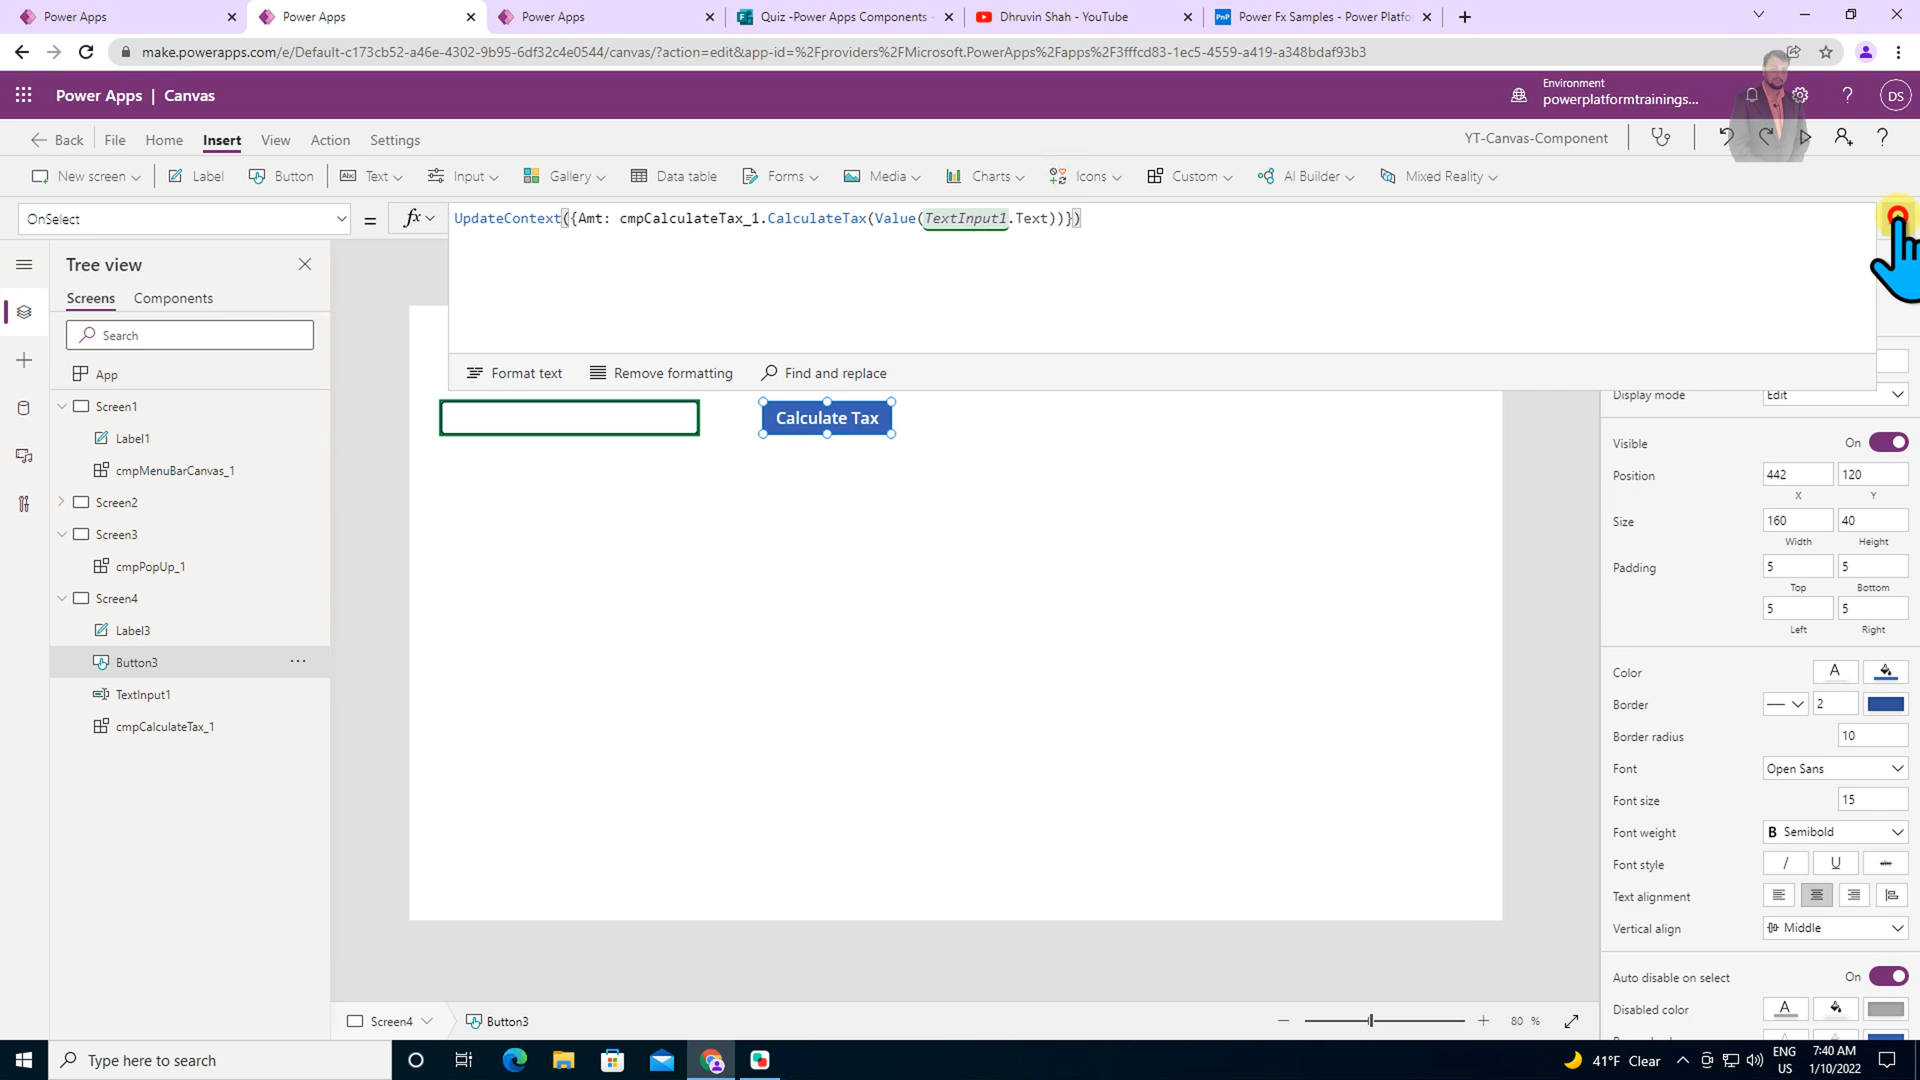 Power Apps
Power Apps
Power Apps
Quiz -Power Apps Components -
Dhruvin Shah - YouTube
Power Fx Samples - Power Platfo
make.powerapps.com/e/Default-c173cb52-a46e-4302-9b95-6df32c4e0544/canvas/?action=edit&app-id=%2Fproviders%2FMicrosoft.PowerApps%2Fapps%2F3fffcd83-1ec5-4559-a419-a348bdaf93b3
Power Apps | Canvas
Environment
powerplatformtrainings...
DS
Back
File
Home
Insert
View
Action
Settings
YT-Canvas-Component
New screen
Label
Button
Text
Input
Gallery
Data table
Forms
Media
Charts
Icons
Custom
AI Builder
Mixed Reality
OnSelect
=
fx
UpdateContext({Amt: cmpCalculateTax_1.CalculateTax(Value(TextInput1.Text))})
Format text
Remove formatting
Find and replace
Tree view
Screens
Components
Search
App
Screen1
Label1
cmpMenuBarCanvas_1
Screen2
Screen3
cmpPopUp_1
Screen4
Label3
Button3
...
TextInput1
cmpCalculateTax_1
Calculate Tax
Display mode
Edit
Visible
On
Position
442
120
X
Y
Size
160
40
Width
Height
Padding
5
5
Top
Bottom
5
5
Left
Right
Color
A
Border
2
Border radius
10
Font
Open Sans
Font size
15
Font weight
B Semibold
Font style
/
U
abc
Text alignment
Vertical align
Middle
Auto disable on select
On
Disabled color
A
Screen4
Button3
80 %
Type here to search
41°F Clear
ENG
US
7:40 AM
1/10/2022